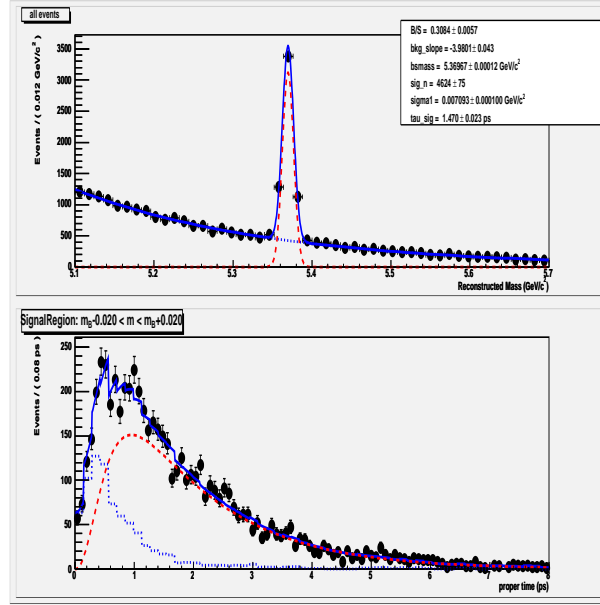 all events
B/S = 0.3084 ± 0.0057
bkg_slope = -3.9801 ± 0.043
bsmass = 5.36967 ± 0.00012 GeV/c²
sig_n = 4624 ± 75
sigma1 = 0.007093 ± 0.000100 GeV/c²
tau_sig = 1.470 ± 0.023 ps
Events / ( 0.012 GeV/c² )
3500
3000
2500
2000
1500
1000
500
0
5.1 5.2 5.3 5.4 5.5 5.6 5.7
Reconstructed Mass (GeV/c²)
SignalRegion: m_B-0.020 < m < m_B+0.020
Events / ( 0.08 ps )
250
200
150
100
50
0
0 1 2 3 4 5 6 7 8
proper time (ps)